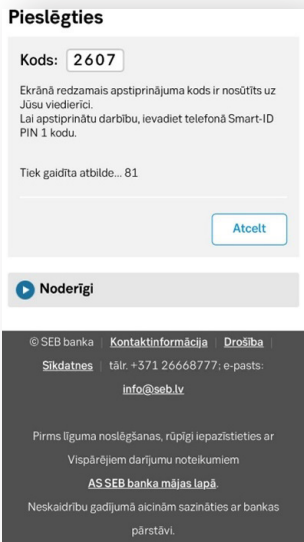 Pieslēgties
Kods: 2607
Ekrānā redzamais apstiprinājuma kods ir nosūtīts uz
Jūsu viedierīci.
Lai apstiprinātu darbību, ievadiet telefonā Smart-ID
PIN 1 kodu.
Tiek gaidīta atbilde... 81
Atcelt
Noderīgi
© SEB banka | Kontaktinformācija | Drošība |
Sīkdatnes | tālr. +371 26668777; e-pasts:
info@seb.lv
Pirms līguma noslēgšanas, rūpīgi iepazīstieties ar
Vispārējiem darījumu noteikumiem
AS SEB banka mājas lapā.
Neskaidrību gadījumā aicinām sazināties ar bankas
pārstāvi.